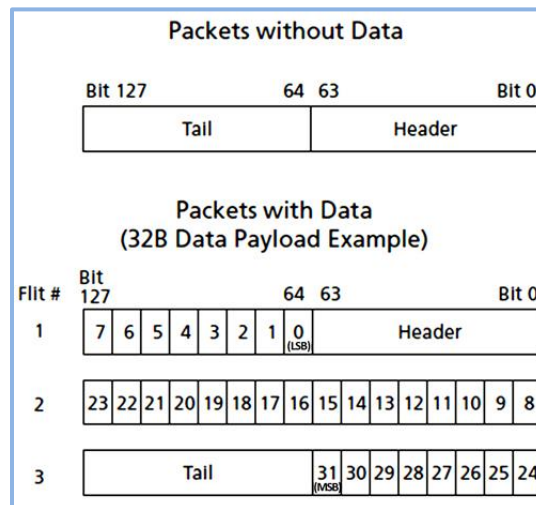 Packets without Data
Bit 127 64 63 Bit 0
Tail Header
Packets with Data
(32B Data Payload Example)
Flit # Bit 127 64 63 Bit 0
1 7 6 5 4 3 2 1 0 (LSB) Header
2 23 22 21 20 19 18 17 16 15 14 13 12 11 10 9 8
3 Tail 31 (MSB) 30 29 28 27 26 25 24